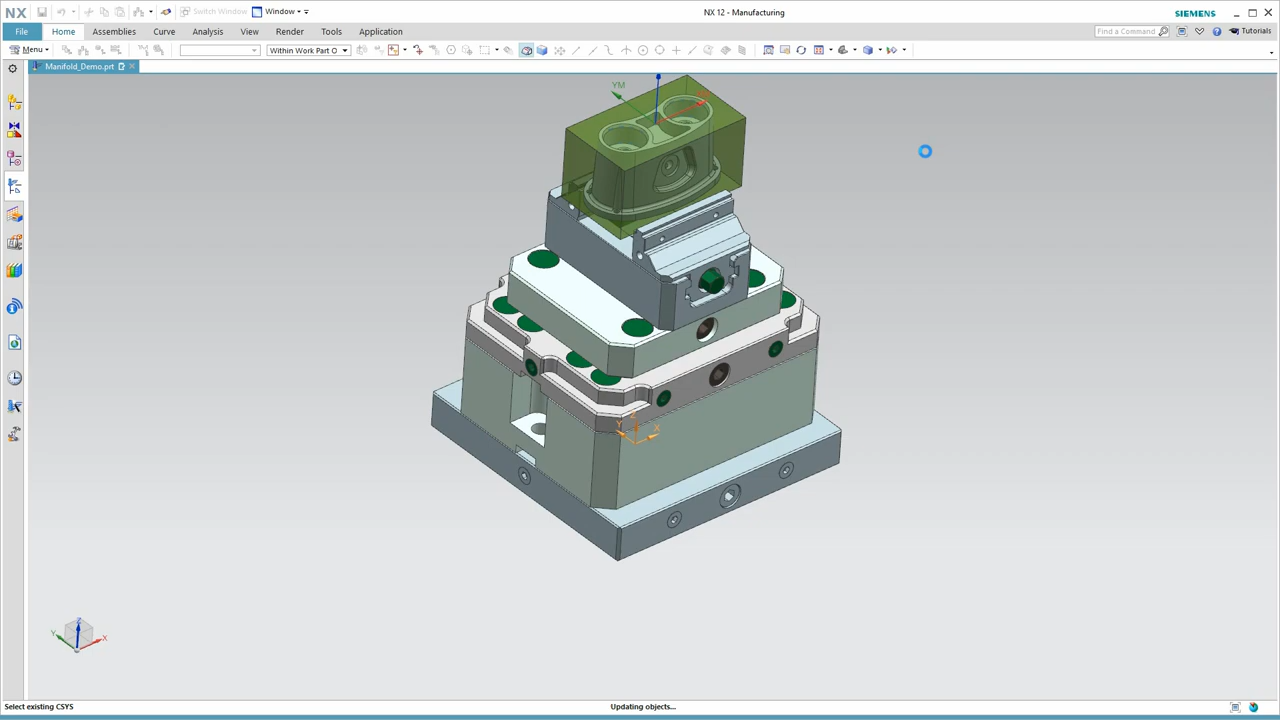 NX
Switch Window
Window
NX 12 - Manufacturing
SIEMENS
File
Home
Assemblies
Curve
Analysis
View
Render
Tools
Application
Find a Command
Tutorials
Menu
Within Work Part O
Manifold_Demo.prt
YM
Z
Y
X
Z
Y
X
Select existing CSYS
Updating objects...